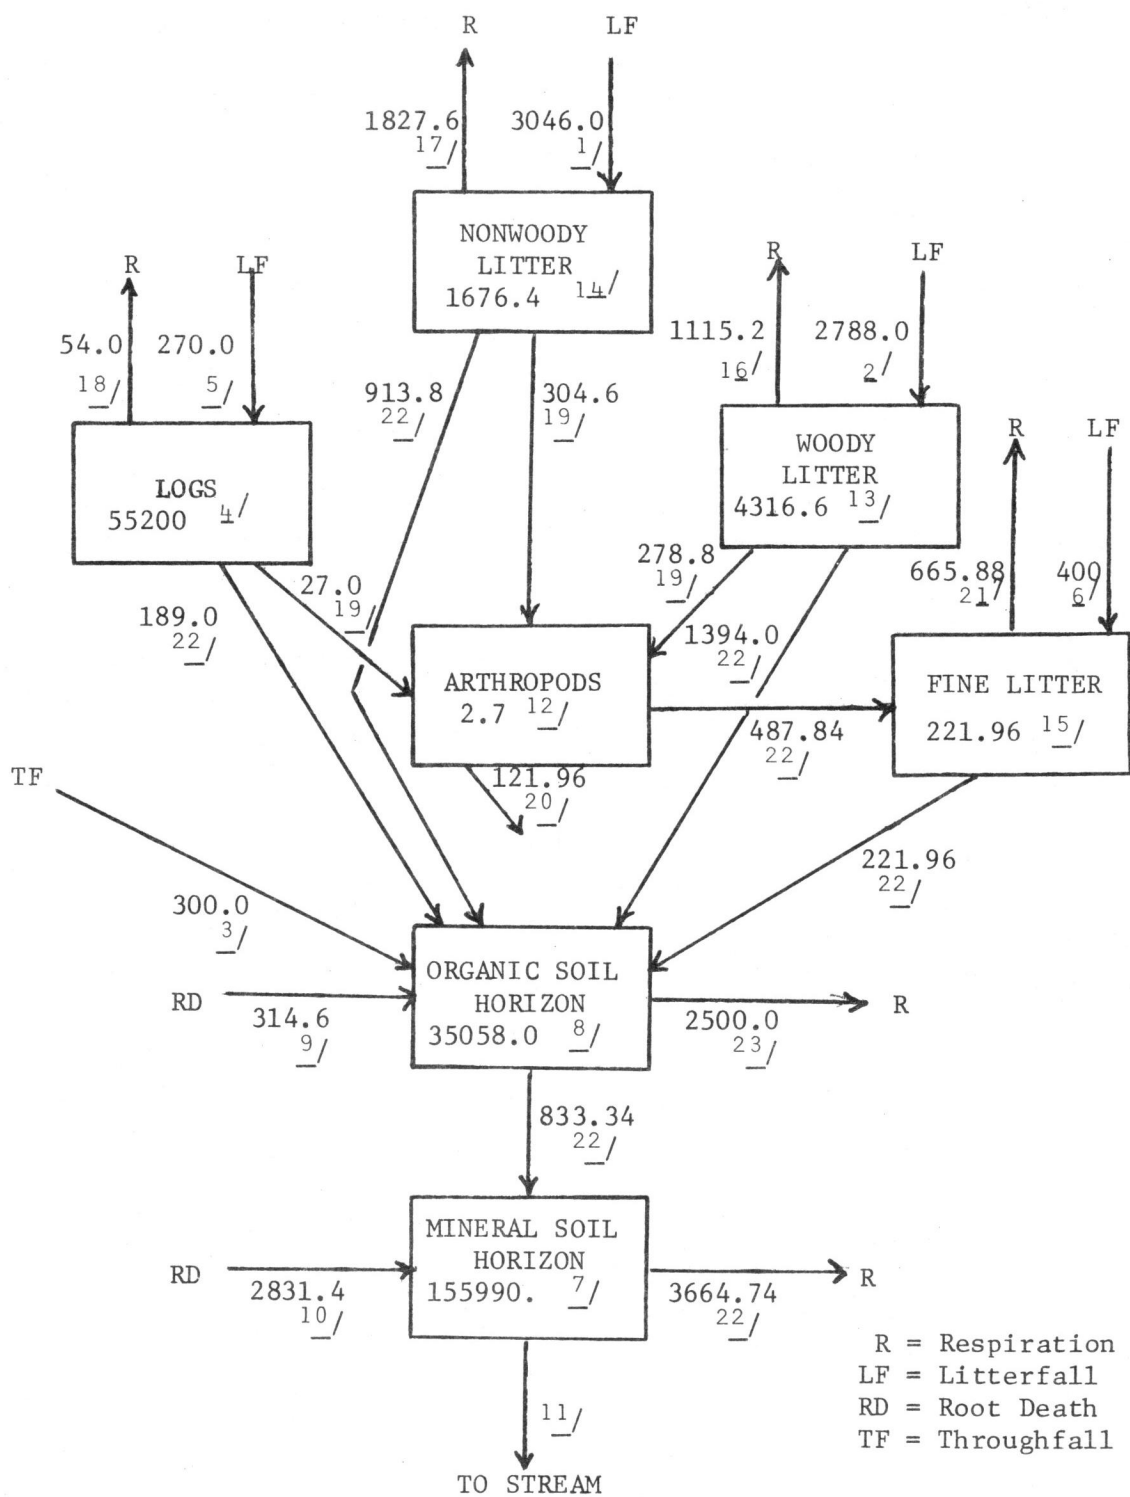 R LF
1827.6 3046.0
17/ 1/
NONWOODY
LITTER
1676.4 14/
R LF
54.0 270.0
18/ 5/
R LF
1115.2 2788.0
16/ 2/
913.8 304.6
22/ 19/
LOGS
55200 4/
WOODY
LITTER
4316.6 13/
R LF
665.88 400
21/ 6/
27.0
19/
278.8
19/
189.0
22/
1394.0
22/
ARTHROPODS
2.7 12/
FINE LITTER
221.96 15/
487.84
22/
121.96
20/
TF
300.0
3/
221.96
22/
ORGANIC SOIL
HORIZON
35058.0 8/
RD
314.6
9/
2500.0
23/
R
833.34
22/
MINERAL SOIL
HORIZON
155990. 7/
RD
2831.4
10/
3664.74
22/
R
11/
TO STREAM
R = Respiration
LF = Litterfall
RD = Root Death
TF = Throughfall